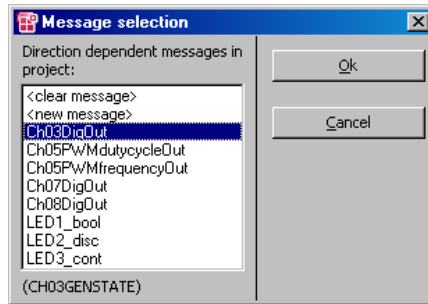 Message selection
Direction dependent messages in
project:
<clear message>
<new message>
Ch03DigOut
Ch05PWMdutycycleOut
Ch05PWMfrequencyOut
Ch07DigOut
Ch08DigOut
LED1_bool
LED2_disc
LED3_cont
(CH03GENSTATE)
Ok
Cancel